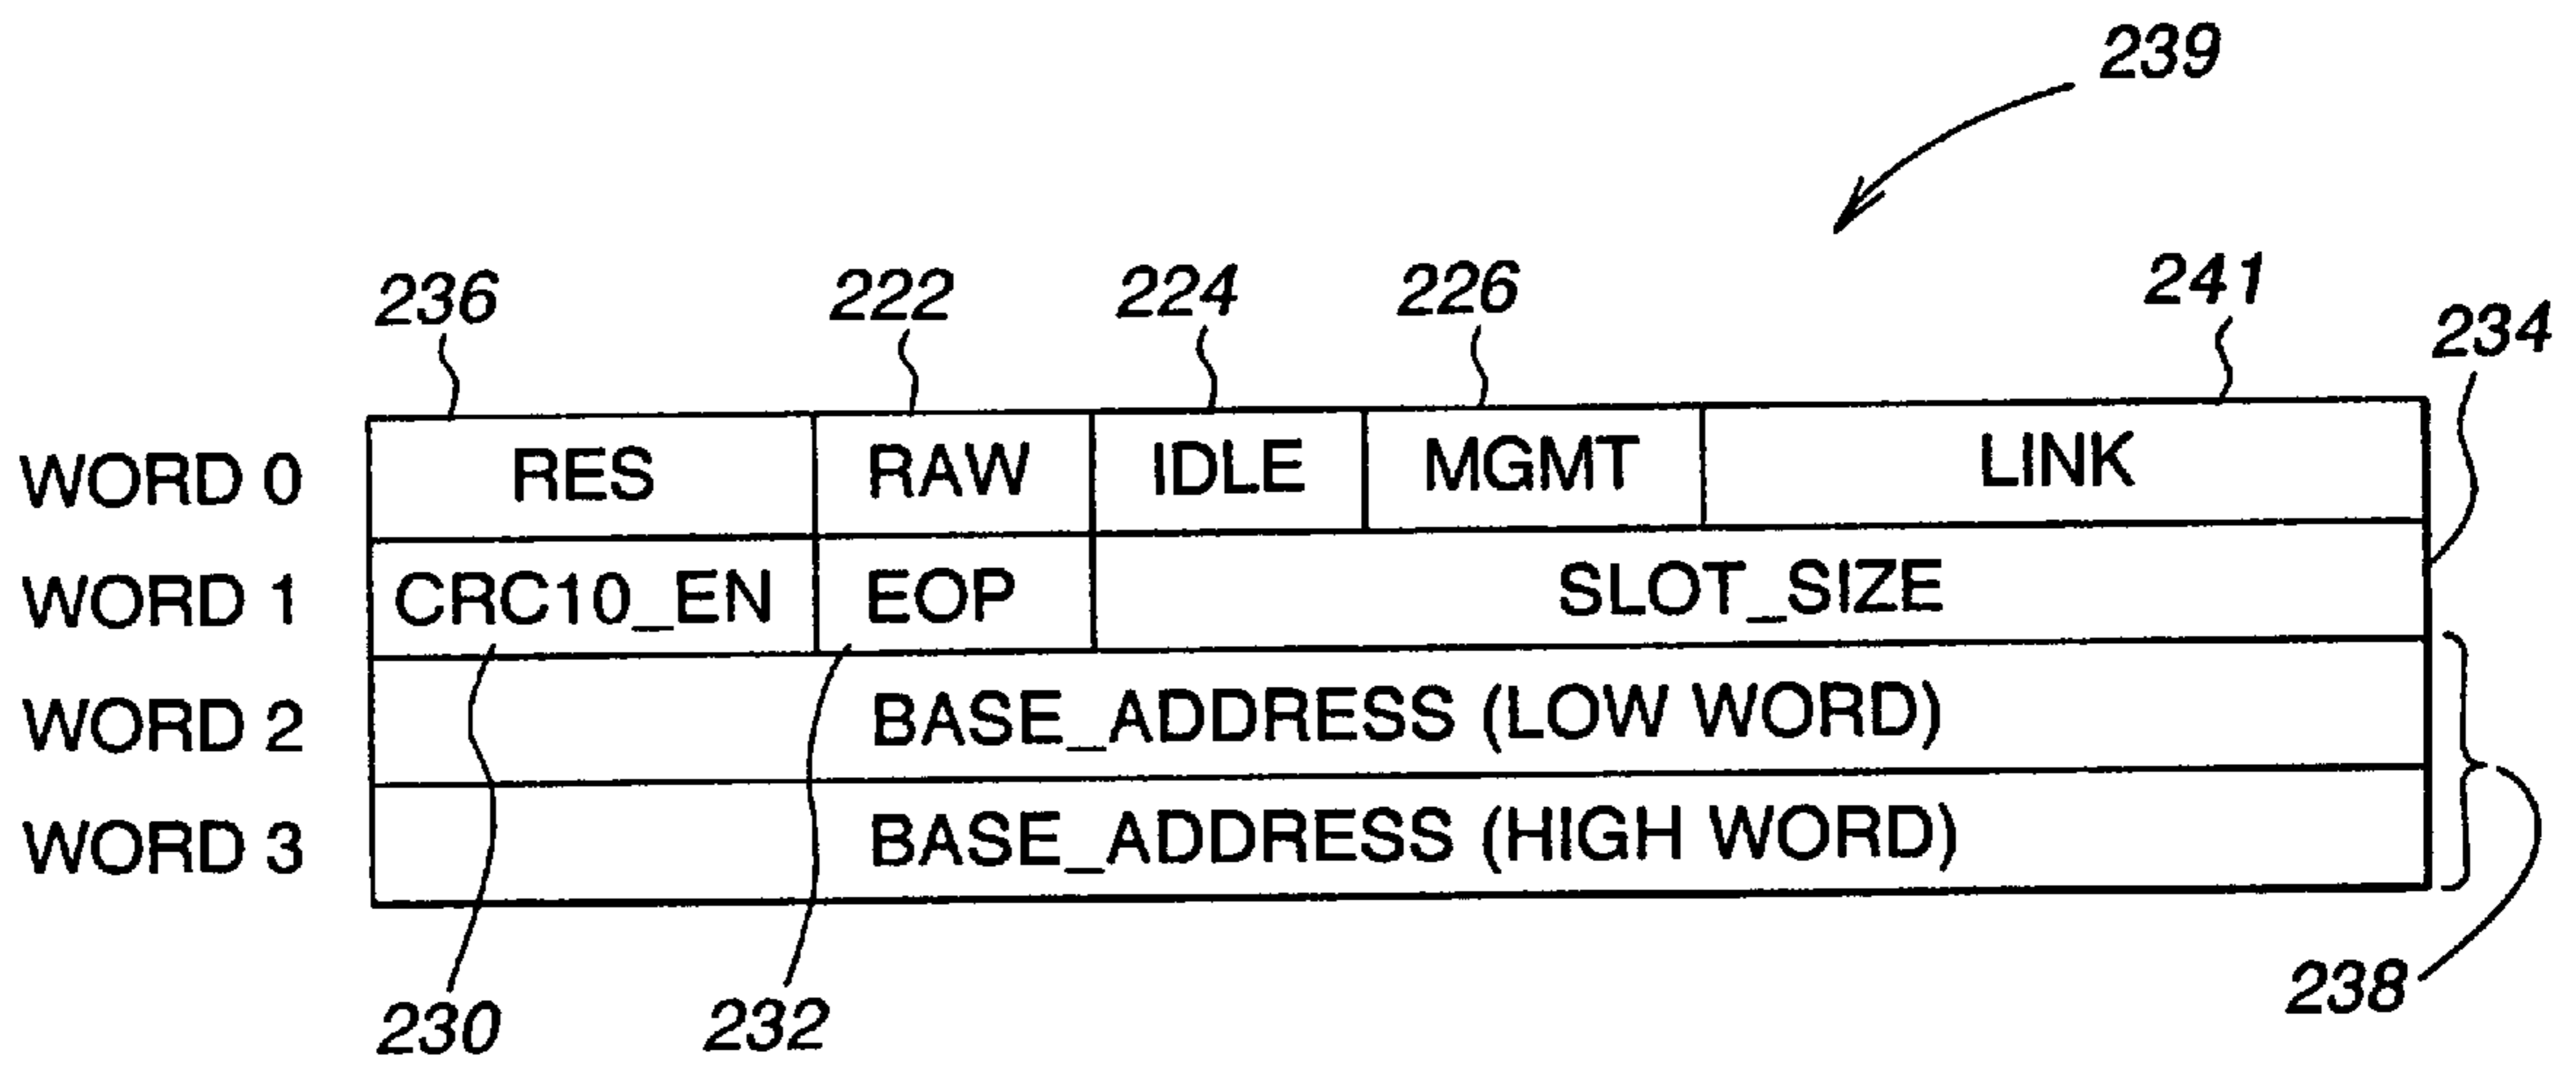 239
236 222 224 226 241 234
WORD 0 RES RAW IDLE MGMT LINK
WORD 1 CRC10_EN EOP SLOT_SIZE
WORD 2 BASE_ADDRESS (LOW WORD)
WORD 3 BASE_ADDRESS (HIGH WORD)
230 232 238